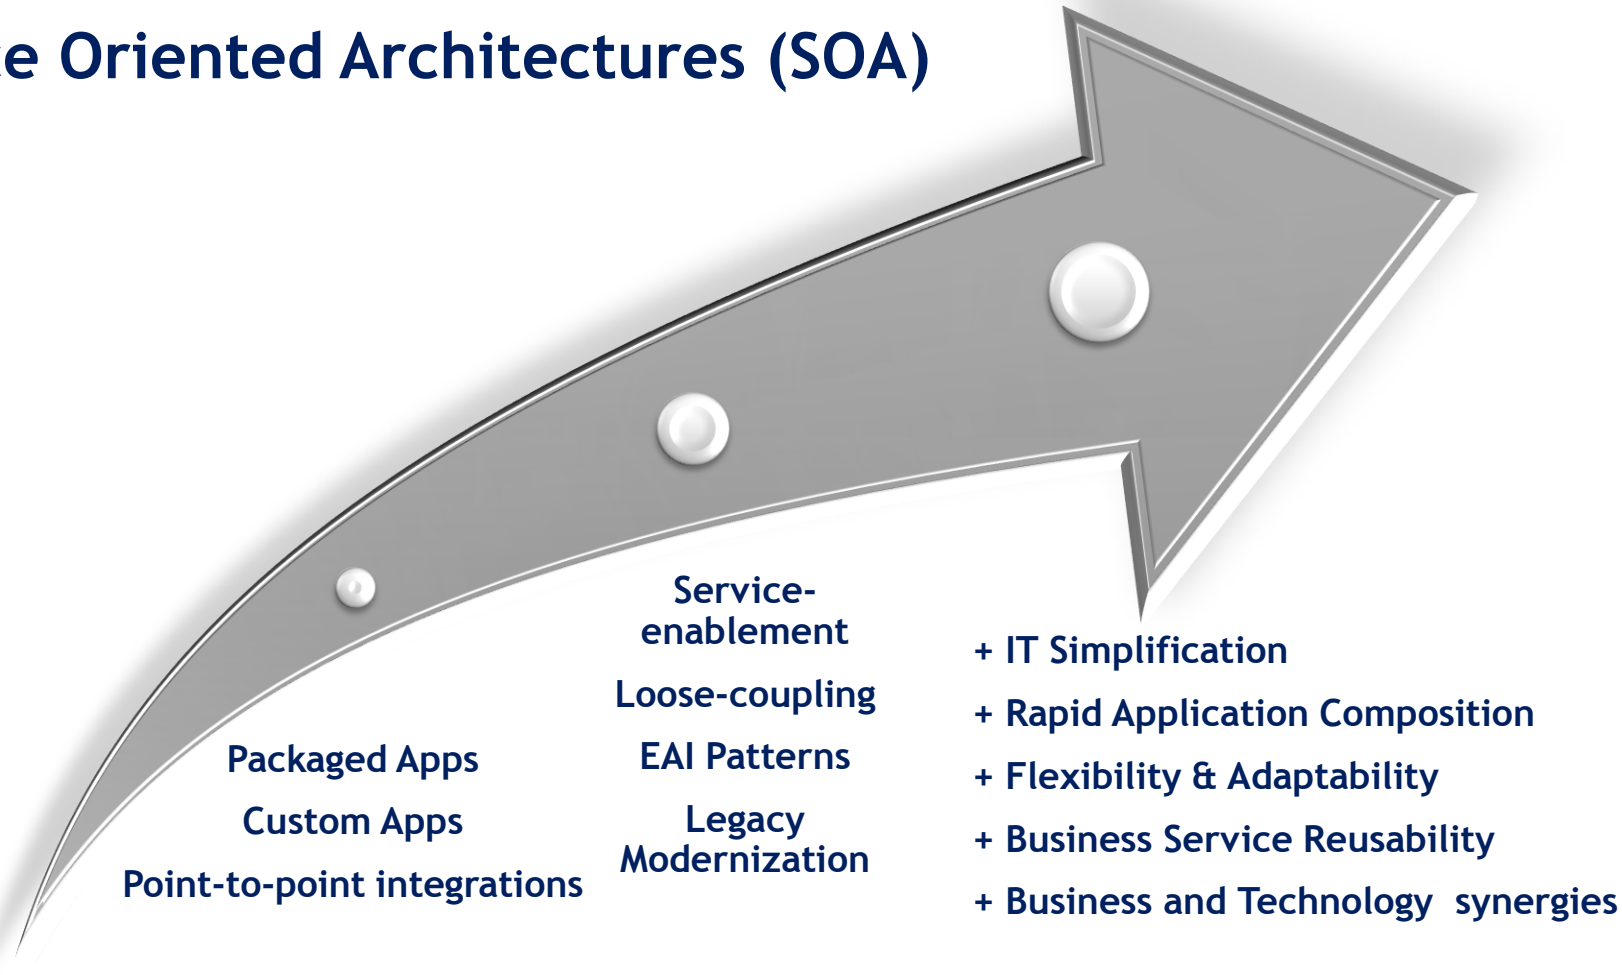 e Oriented Architectures (SOA)
Packaged Apps
Custom Apps
Point-to-point integrations
Service-
enablement
Loose-coupling
EAI Patterns
Legacy
Modernization
+ IT Simplification
+ Rapid Application Composition
+ Flexibility & Adaptability
+ Business Service Reusability
+ Business and Technology  synergies